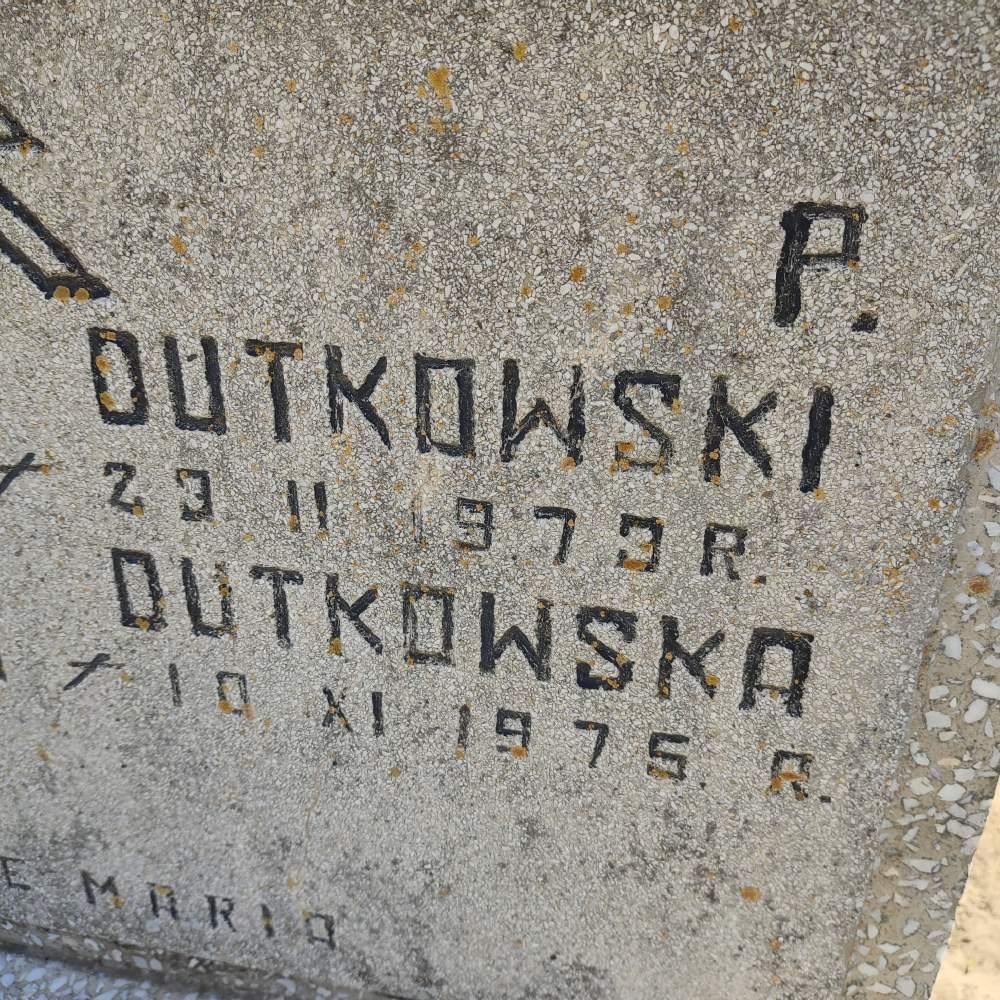 P.
DUTKOWSKI
23 II 1973 R.
DUTKOWSKA
10 XI 1975 R.
MARIO